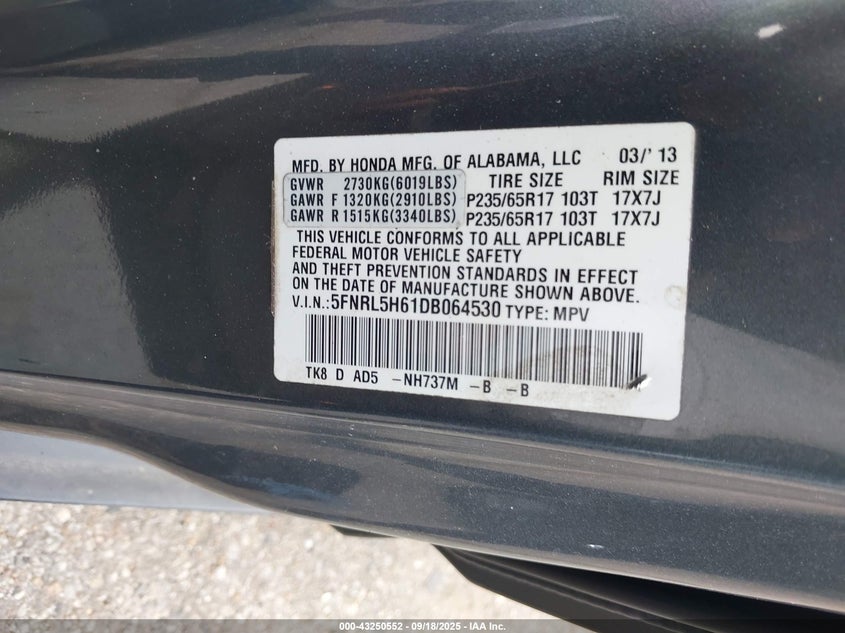 MFD. BY HONDA MFG. OF ALABAMA, LLC 03/' 13
GVWR 2730KG(6019LBS) TIRE SIZE RIM SIZE
GAWR F 1320KG(2910LBS) P235/65R17 103T 17X7J
GAWR R 1515KG(3340LBS) P235/65R17 103T 17X7J
THIS VEHICLE CONFORMS TO ALL APPLICABLE
FEDERAL MOTOR VEHICLE SAFETY
AND THEFT PREVENTION STANDARDS IN EFFECT
ON THE DATE OF MANUFACTURE SHOWN ABOVE.
V.I.N.:5FNRL5H61DB064530 TYPE: MPV
TK8 D AD5 -NH737M -B -B
000-43250552 - 09/18/2025 - IAA Inc.